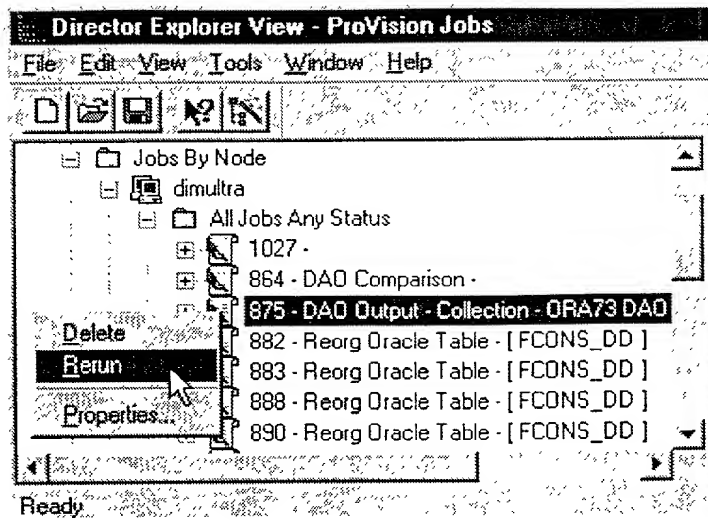 Director Explorer View - ProVision Jobs
File Edit View Tools Window Help
Jobs By Node
dimultra
All Jobs Any Status
1027 -
864 - DAO Comparison -
875 - DAO Output - Collection - ORA73 DAO
Delete
882 - Reorg Oracle Table - [ FCONS_DD ]
Rerun
883 - Reorg Oracle Table - [ FCONS_DD ]
888 - Reorg Oracle Table - [ FCONS_DD ]
Properties...
890 - Reorg Oracle Table - [ FCONS_DD ]
Ready